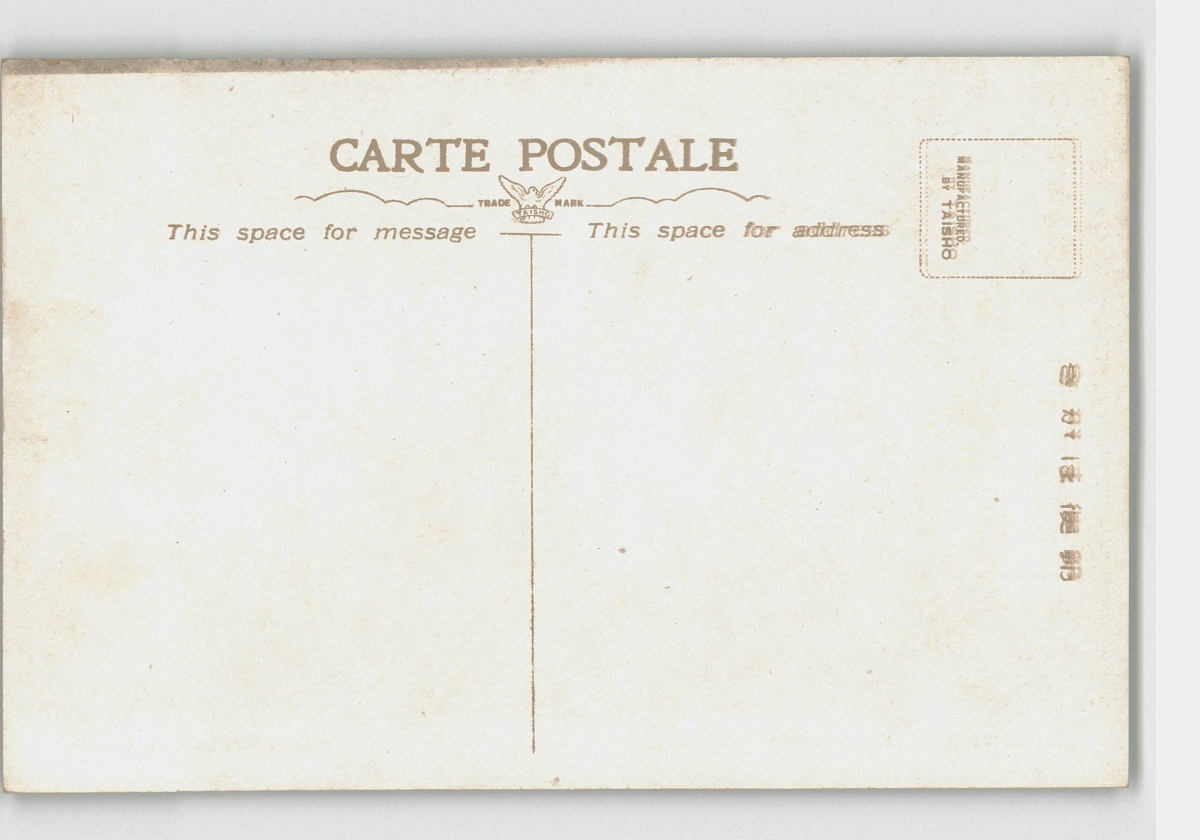 CARTE POSTALE
TRADE MARK
TAISHO
This space for message
This space for address
MANUFACTURED.
BY TAISHO
きかは便郵